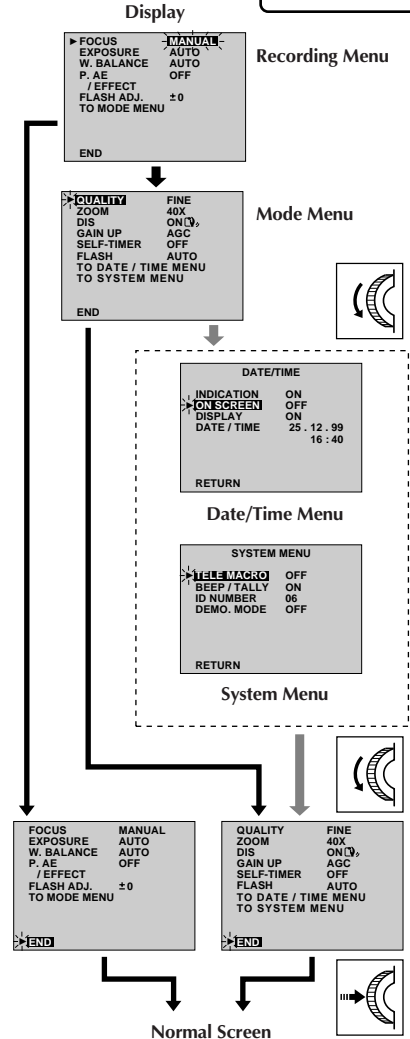 Display
►FOCUS MANUAL
EXPOSURE AUTO
W. BALANCE AUTO
P. AE OFF
/ EFFECT
FLASH ADJ. ±0
TO MODE MENU
END
Recording Menu
QUALITY FINE
ZOOM 40X
DIS ON
GAIN UP AGC
SELF-TIMER OFF
FLASH AUTO
TO DATE / TIME MENU
TO SYSTEM MENU
END
Mode Menu
DATE/TIME
INDICATION ON
ON SCREEN OFF
DISPLAY ON
DATE / TIME 25 . 12 . 99
16 : 40
RETURN
Date/Time Menu
SYSTEM MENU
TELE MACRO OFF
BEEP / TALLY ON
ID NUMBER 06
DEMO. MODE OFF
RETURN
System Menu
FOCUS MANUAL
EXPOSURE AUTO
W. BALANCE AUTO
P. AE OFF
/ EFFECT
FLASH ADJ. ±0
TO MODE MENU
END
QUALITY FINE
ZOOM 40X
DIS ON
GAIN UP AGC
SELF-TIMER OFF
FLASH AUTO
TO DATE / TIME MENU
TO SYSTEM MENU
END
Normal Screen